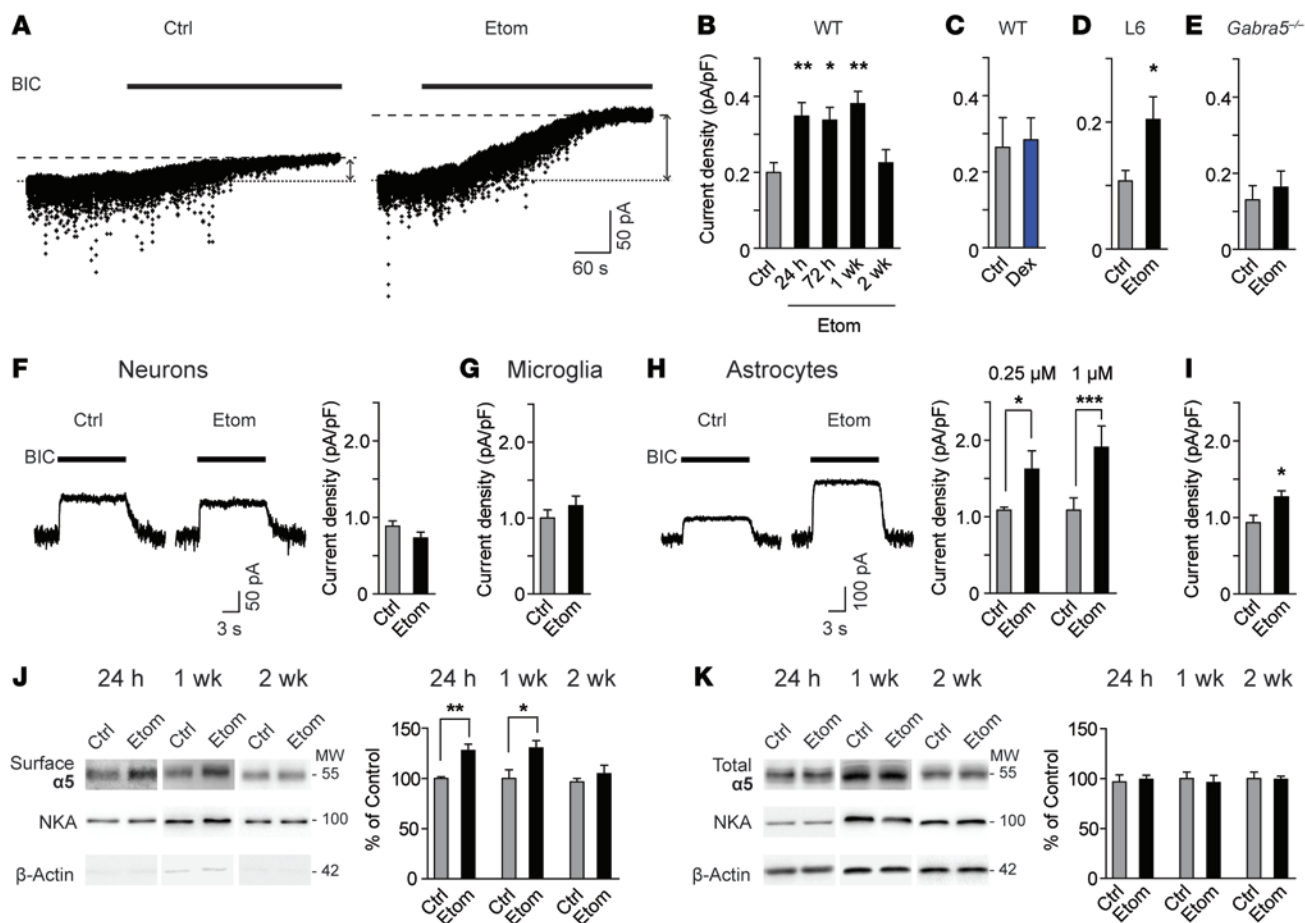 A Ctrl Etom
BIC
50 pA
60 s
B WT
Current density (pA/pF)
0.4
0.2
0
** * **
Ctrl 24 h 72 h 1 wk 2 wk
Etom
C WT
0.4
0.2
0
Ctrl Dex
D L6
*
0.2
0
Ctrl Etom
E Gabra5–/–
0.4
0.2
0
Ctrl Etom
F Neurons
Ctrl Etom
BIC
50 pA
3 s
Current density (pA/pF)
2.0
1.0
0
Ctrl Etom
G Microglia
Current density (pA/pF)
2.0
1.0
0
Ctrl Etom
H Astrocytes
Ctrl Etom
BIC
100 pA
3 s
0.25 µM 1 µM
* ***
Current density (pA/pF)
2.0
1.0
0
Ctrl Etom Ctrl Etom
I
Current density (pA/pF)
2.0
1.0
0
*
Ctrl Etom
J 24 h 1 wk 2 wk
Ctrl Etom Ctrl Etom Ctrl Etom
MW
Surface
α5
- 55
NKA - 100
β-Actin - 42
24 h 1 wk 2 wk
** *
% of Control
150
100
50
0
Ctrl Etom Ctrl Etom Ctrl Etom
K 24 h 1 wk 2 wk
Ctrl Etom Ctrl Etom Ctrl Etom
MW
Total
α5
- 55
NKA - 100
β-Actin - 42
24 h 1 wk 2 wk
% of Control
150
100
50
0
Ctrl Etom Ctrl Etom Ctrl Etom